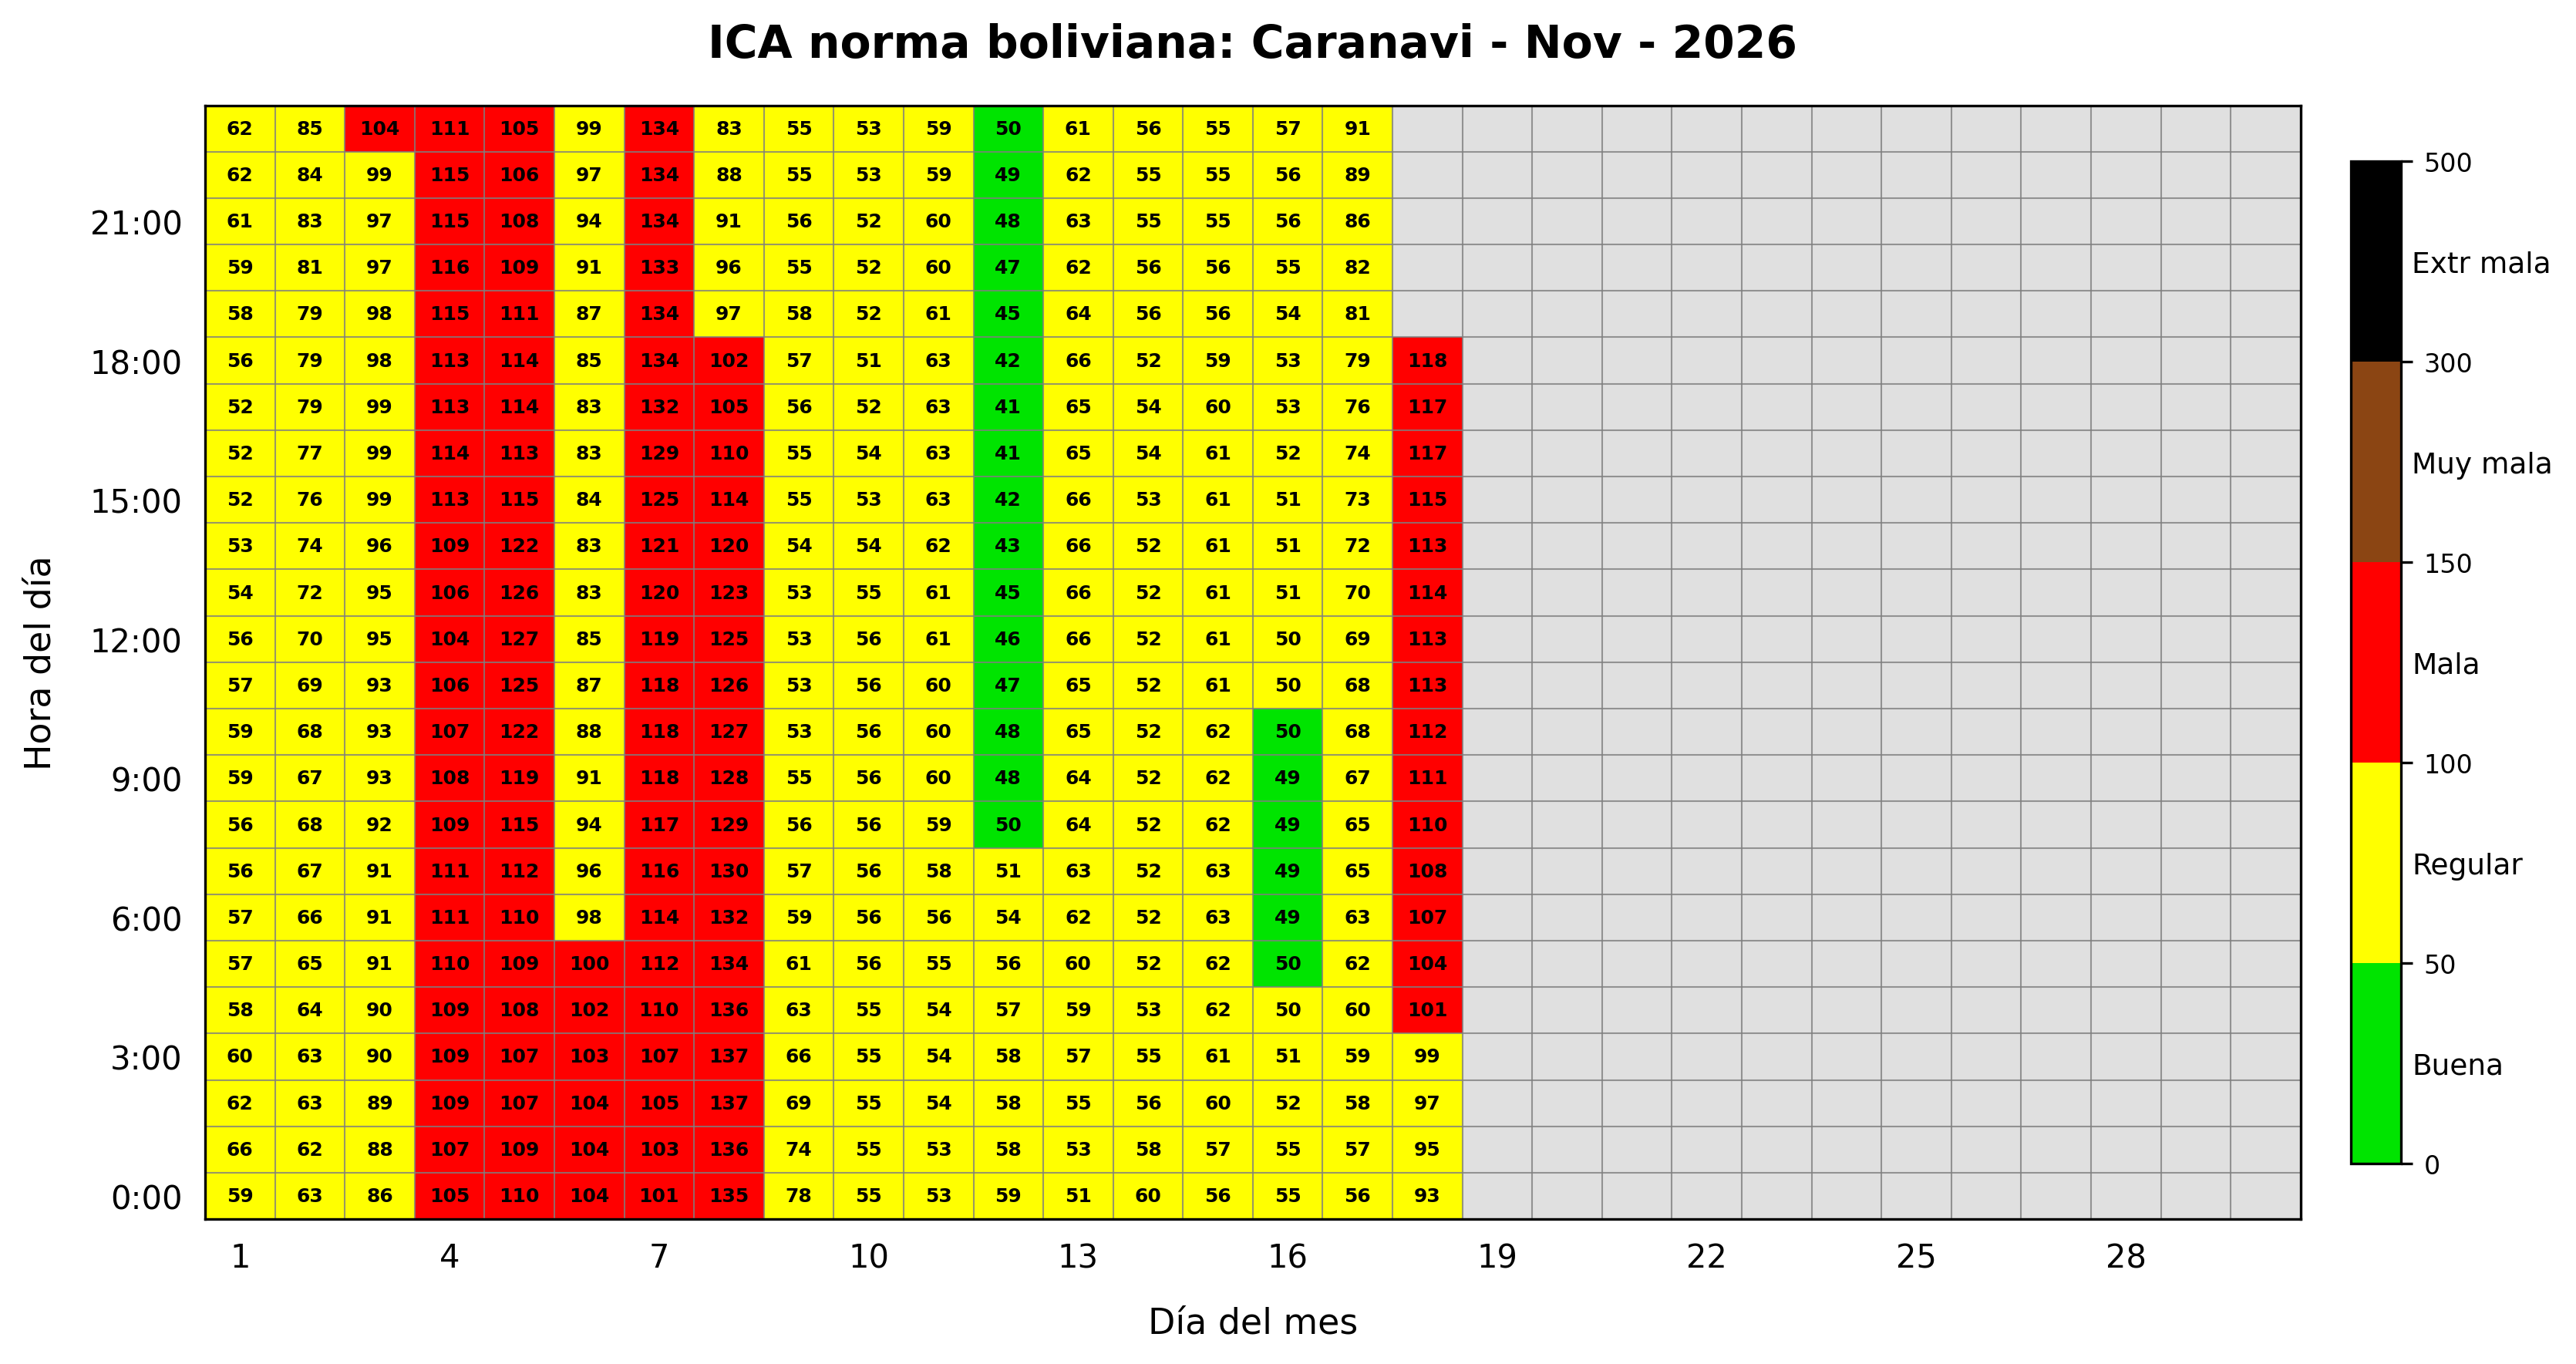 ICA norma boliviana: Caranavi - Nov - 2026
62 85 104 111 105 99 134 83 55 53 59 50 61 56 55 57 91
62 84 99 115 106 97 134 88 55 53 59 49 62 55 55 56 89
21:00 61 83 97 115 108 94 134 91 56 52 60 48 63 55 55 56 86
59 81 97 116 109 91 133 96 55 52 60 47 62 56 56 55 82
58 79 98 115 111 87 134 97 58 52 61 45 64 56 56 54 81
18:00 56 79 98 113 114 85 134 102 57 51 63 42 66 52 59 53 79 118
52 79 99 113 114 83 132 105 56 52 63 41 65 54 60 53 76 117
52 77 99 114 113 83 129 110 55 54 63 41 65 54 61 52 74 117
15:00 52 76 99 113 115 84 125 114 55 53 63 42 66 53 61 51 73 115
53 74 96 109 122 83 121 120 54 54 62 43 66 52 61 51 72 113
54 72 95 106 126 83 120 123 53 55 61 45 66 52 61 51 70 114
12:00 56 70 95 104 127 85 119 125 53 56 61 46 66 52 61 50 69 113
57 69 93 106 125 87 118 126 53 56 60 47 65 52 61 50 68 113
59 68 93 107 122 88 118 127 53 56 60 48 65 52 62 50 68 112
9:00 59 67 93 108 119 91 118 128 55 56 60 48 64 52 62 49 67 111
56 68 92 109 115 94 117 129 56 56 59 50 64 52 62 49 65 110
56 67 91 111 112 96 116 130 57 56 58 51 63 52 63 49 65 108
6:00 57 66 91 111 110 98 114 132 59 56 56 54 62 52 63 49 63 107
57 65 91 110 109 100 112 134 61 56 55 56 60 52 62 50 62 104
58 64 90 109 108 102 110 136 63 55 54 57 59 53 62 50 60 101
3:00 60 63 90 109 107 103 107 137 66 55 54 58 57 55 61 51 59 99
62 63 89 109 107 104 105 137 69 55 54 58 55 56 60 52 58 97
66 62 88 107 109 104 103 136 74 55 53 58 53 58 57 55 57 95
0:00 59 63 86 105 110 104 101 135 78 55 53 59 51 60 56 55 56 93
1 4 7 10 13 16 19 22 25 28
Día del mes
Hora del día
500
Extr mala
300
Muy mala
150
Mala
100
Regular
50
Buena
0